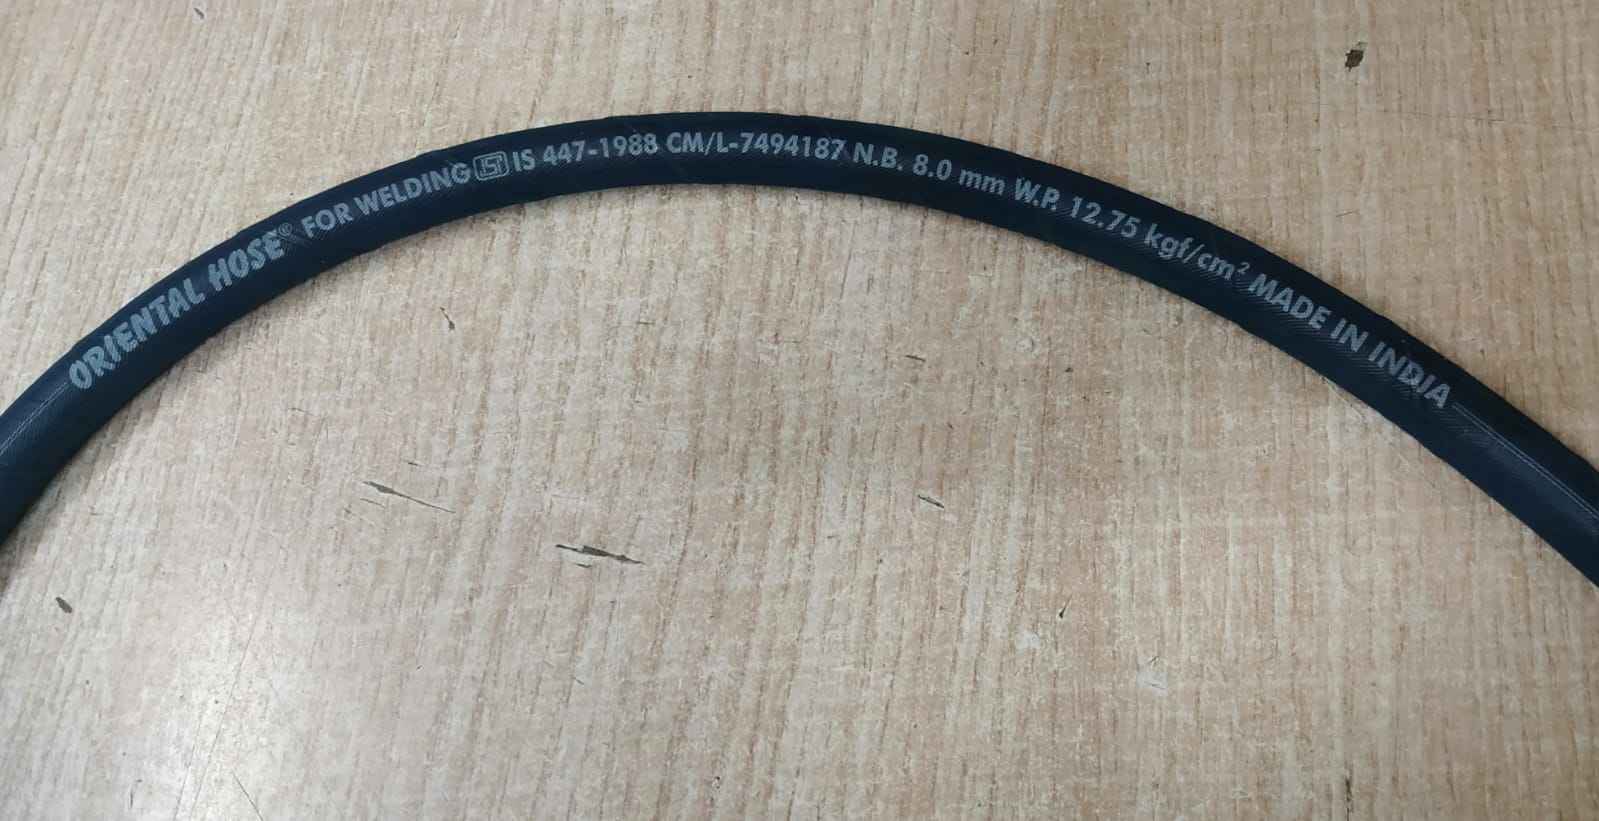 ORIENTAL HOSE® FOR WELDING ISI IS 447-1988 CM/L-7494187 N.B. 8.0 mm W.P. 12.75 kgf/cm² MADE IN INDIA